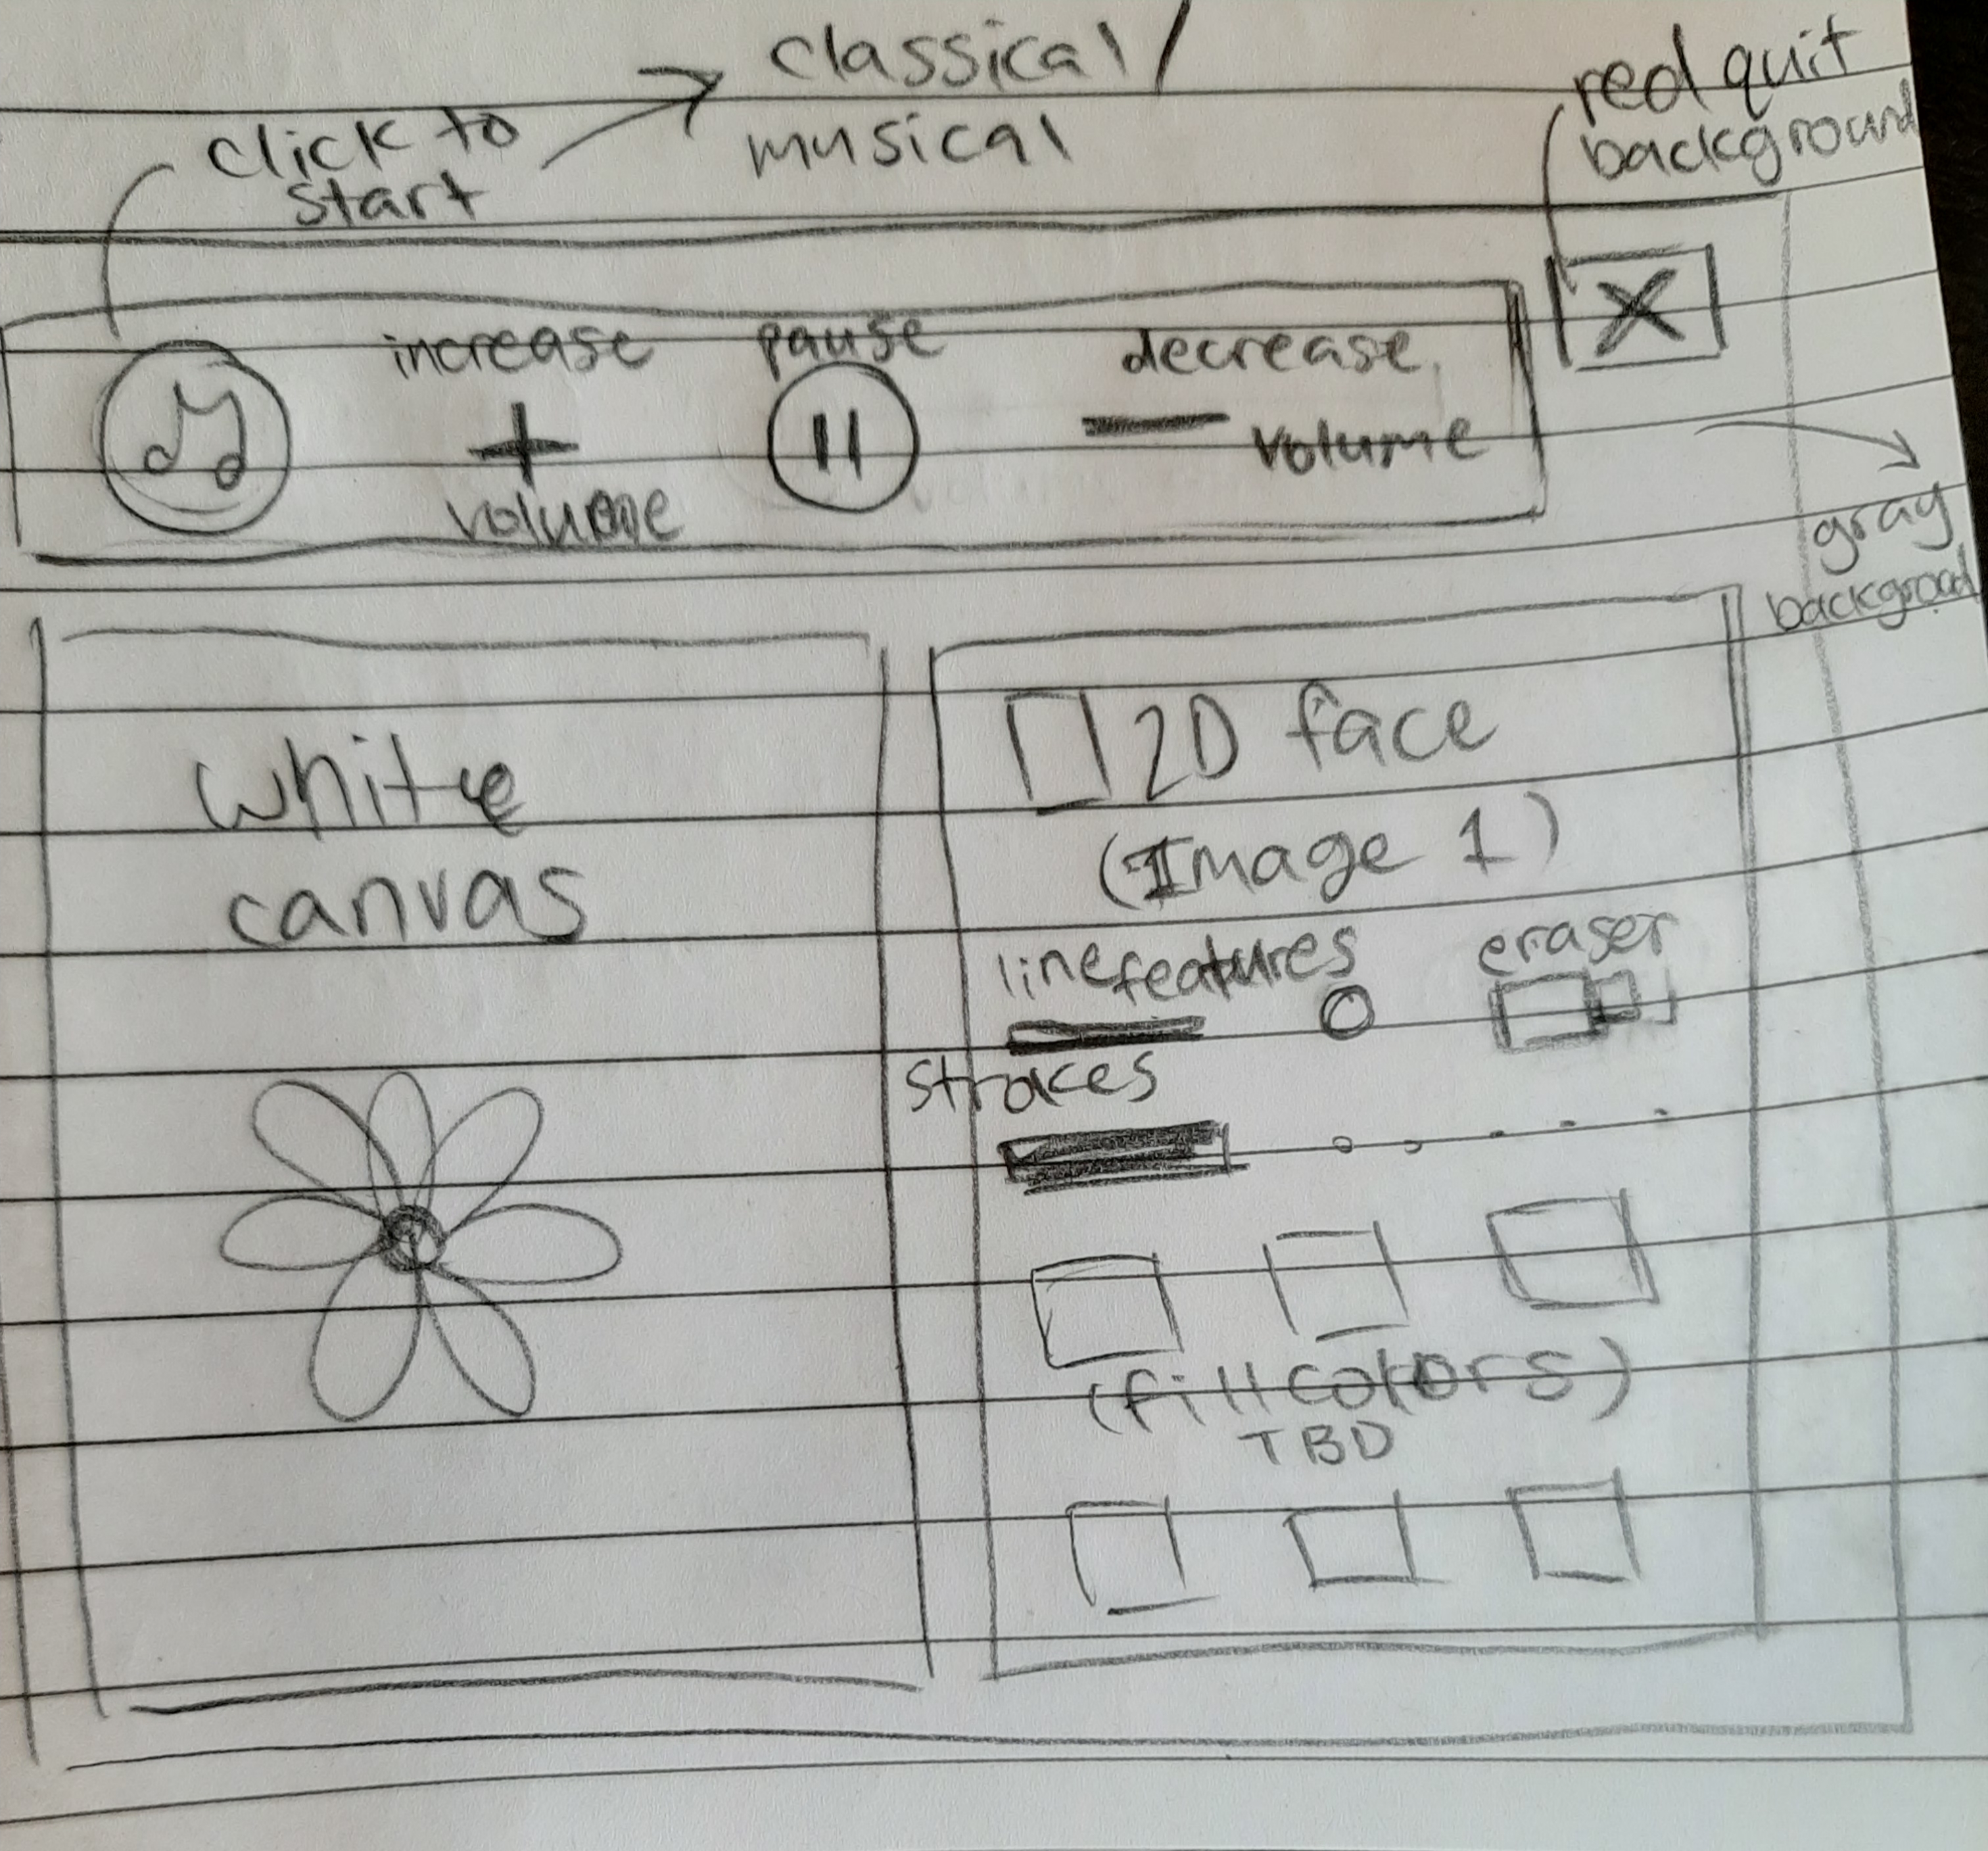 classical/
musical
click to
start
red quit
background
increase
+
volume
pause
decrease
volume
X
gray
backgroad
white
canvas
2D face
(Image 1)
line features
eraser
strokes
(fill colors)
TBD